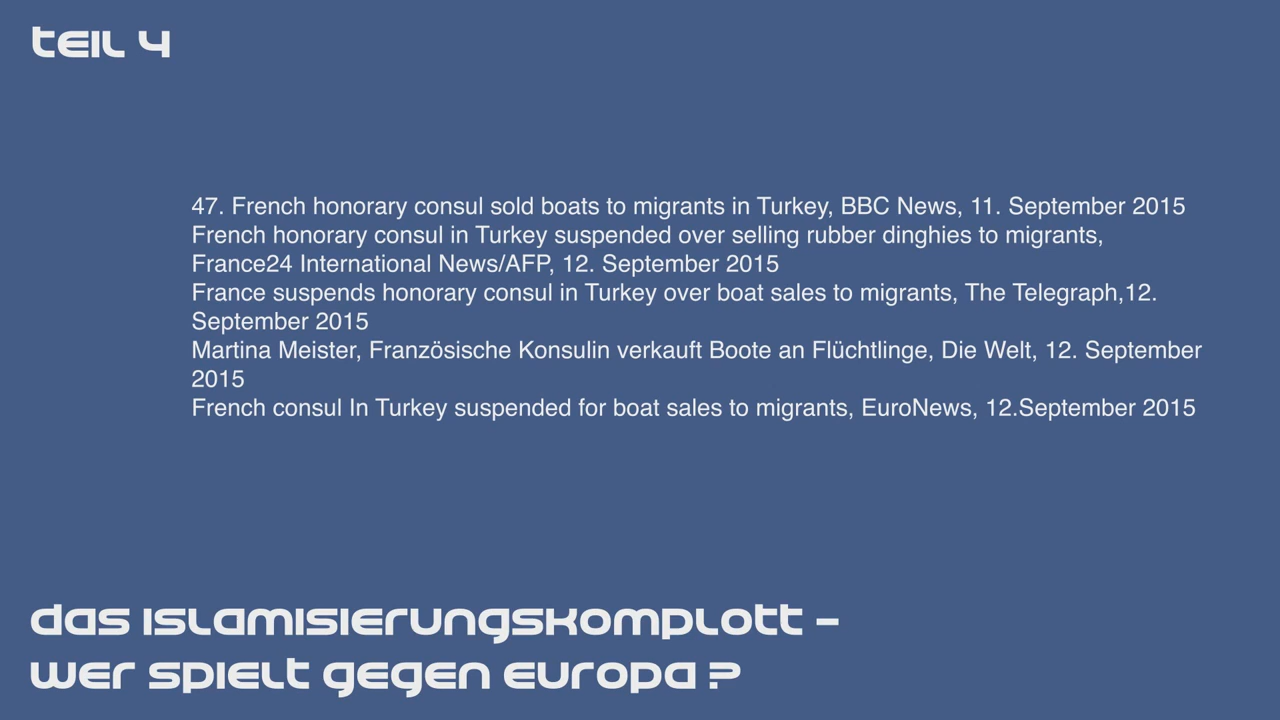 Teil 4
47. French honorary consul sold boats to migrants in Turkey, BBC News, 11. September 2015
French honorary consul in Turkey suspended over selling rubber dinghies to migrants,
France24 International News/AFP, 12. September 2015
France suspends honorary consul in Turkey over boat sales to migrants, The Telegraph,12.
September 2015
Martina Meister, Französische Konsulin verkauft Boote an Flüchtlinge, Die Welt, 12. September
2015
French consul In Turkey suspended for boat sales to migrants, EuroNews, 12.September 2015
das Islamisierungskomplott –
wer spielt gegen Europa ?